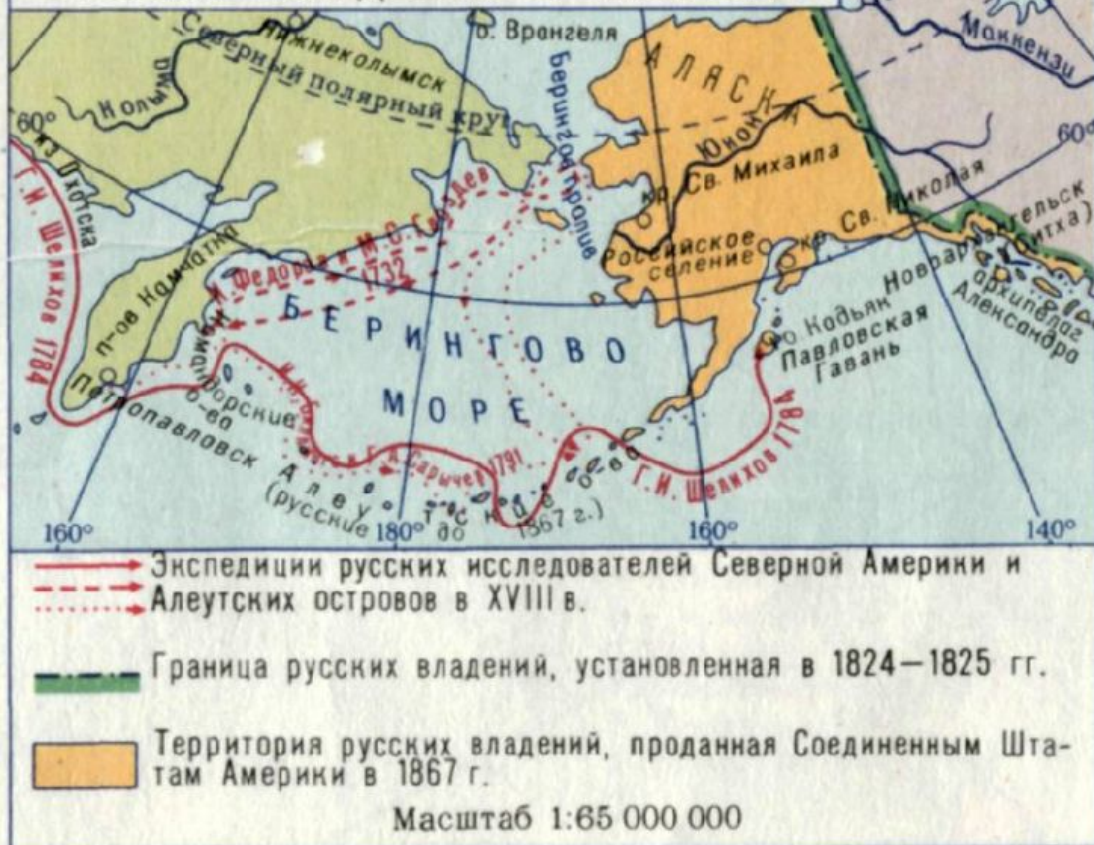 о. Врангеля
Нижнеколымск
Северный полярный круг
Колыма
АЛЯСКА
Маккензи
Берингов пролив
Юкон
60°
60°
из Охотска
Г.И. Шелихов 1784
кр. Св. Михаила
И. Федоров и М.С. Гвоздев
1732
Российское
селение
кр. Св. Николая
Новоархангельск
(Ситха)
архипелаг
Александра
п-ов Камчатка
БЕРИНГОВО
МОРЕ
о. Кодьяк
Павловская
Гавань
Петропавловск
Командорские
о-ва
Г.А. Сарычев 1791
Г.И. Шелихов 1784
Алеутские о-ва
(русские до 1867 г.)
160°
180°
160°
140°
Экспедиции русских исследователей Северной Америки и
Алеутских островов в XVIII в.
Граница русских владений, установленная в 1824—1825 гг.
Территория русских владений, проданная Соединенным Шта-
там Америки в 1867 г.
Масштаб 1:65 000 000